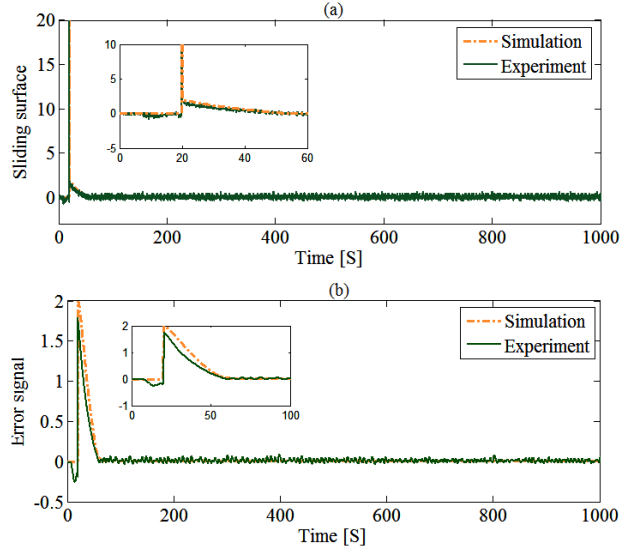 (a)
20
15
10
5
0
Sliding surface
10
5
0
-5
0 20 40 60
Simulation
Experiment
0 200 400 600 800 1000
Time [S]
(b)
2
1.5
1
0.5
0
-0.5
Error signal
2
1
0
-1
0 50 100
Simulation
Experiment
0 200 400 600 800 1000
Time [S]